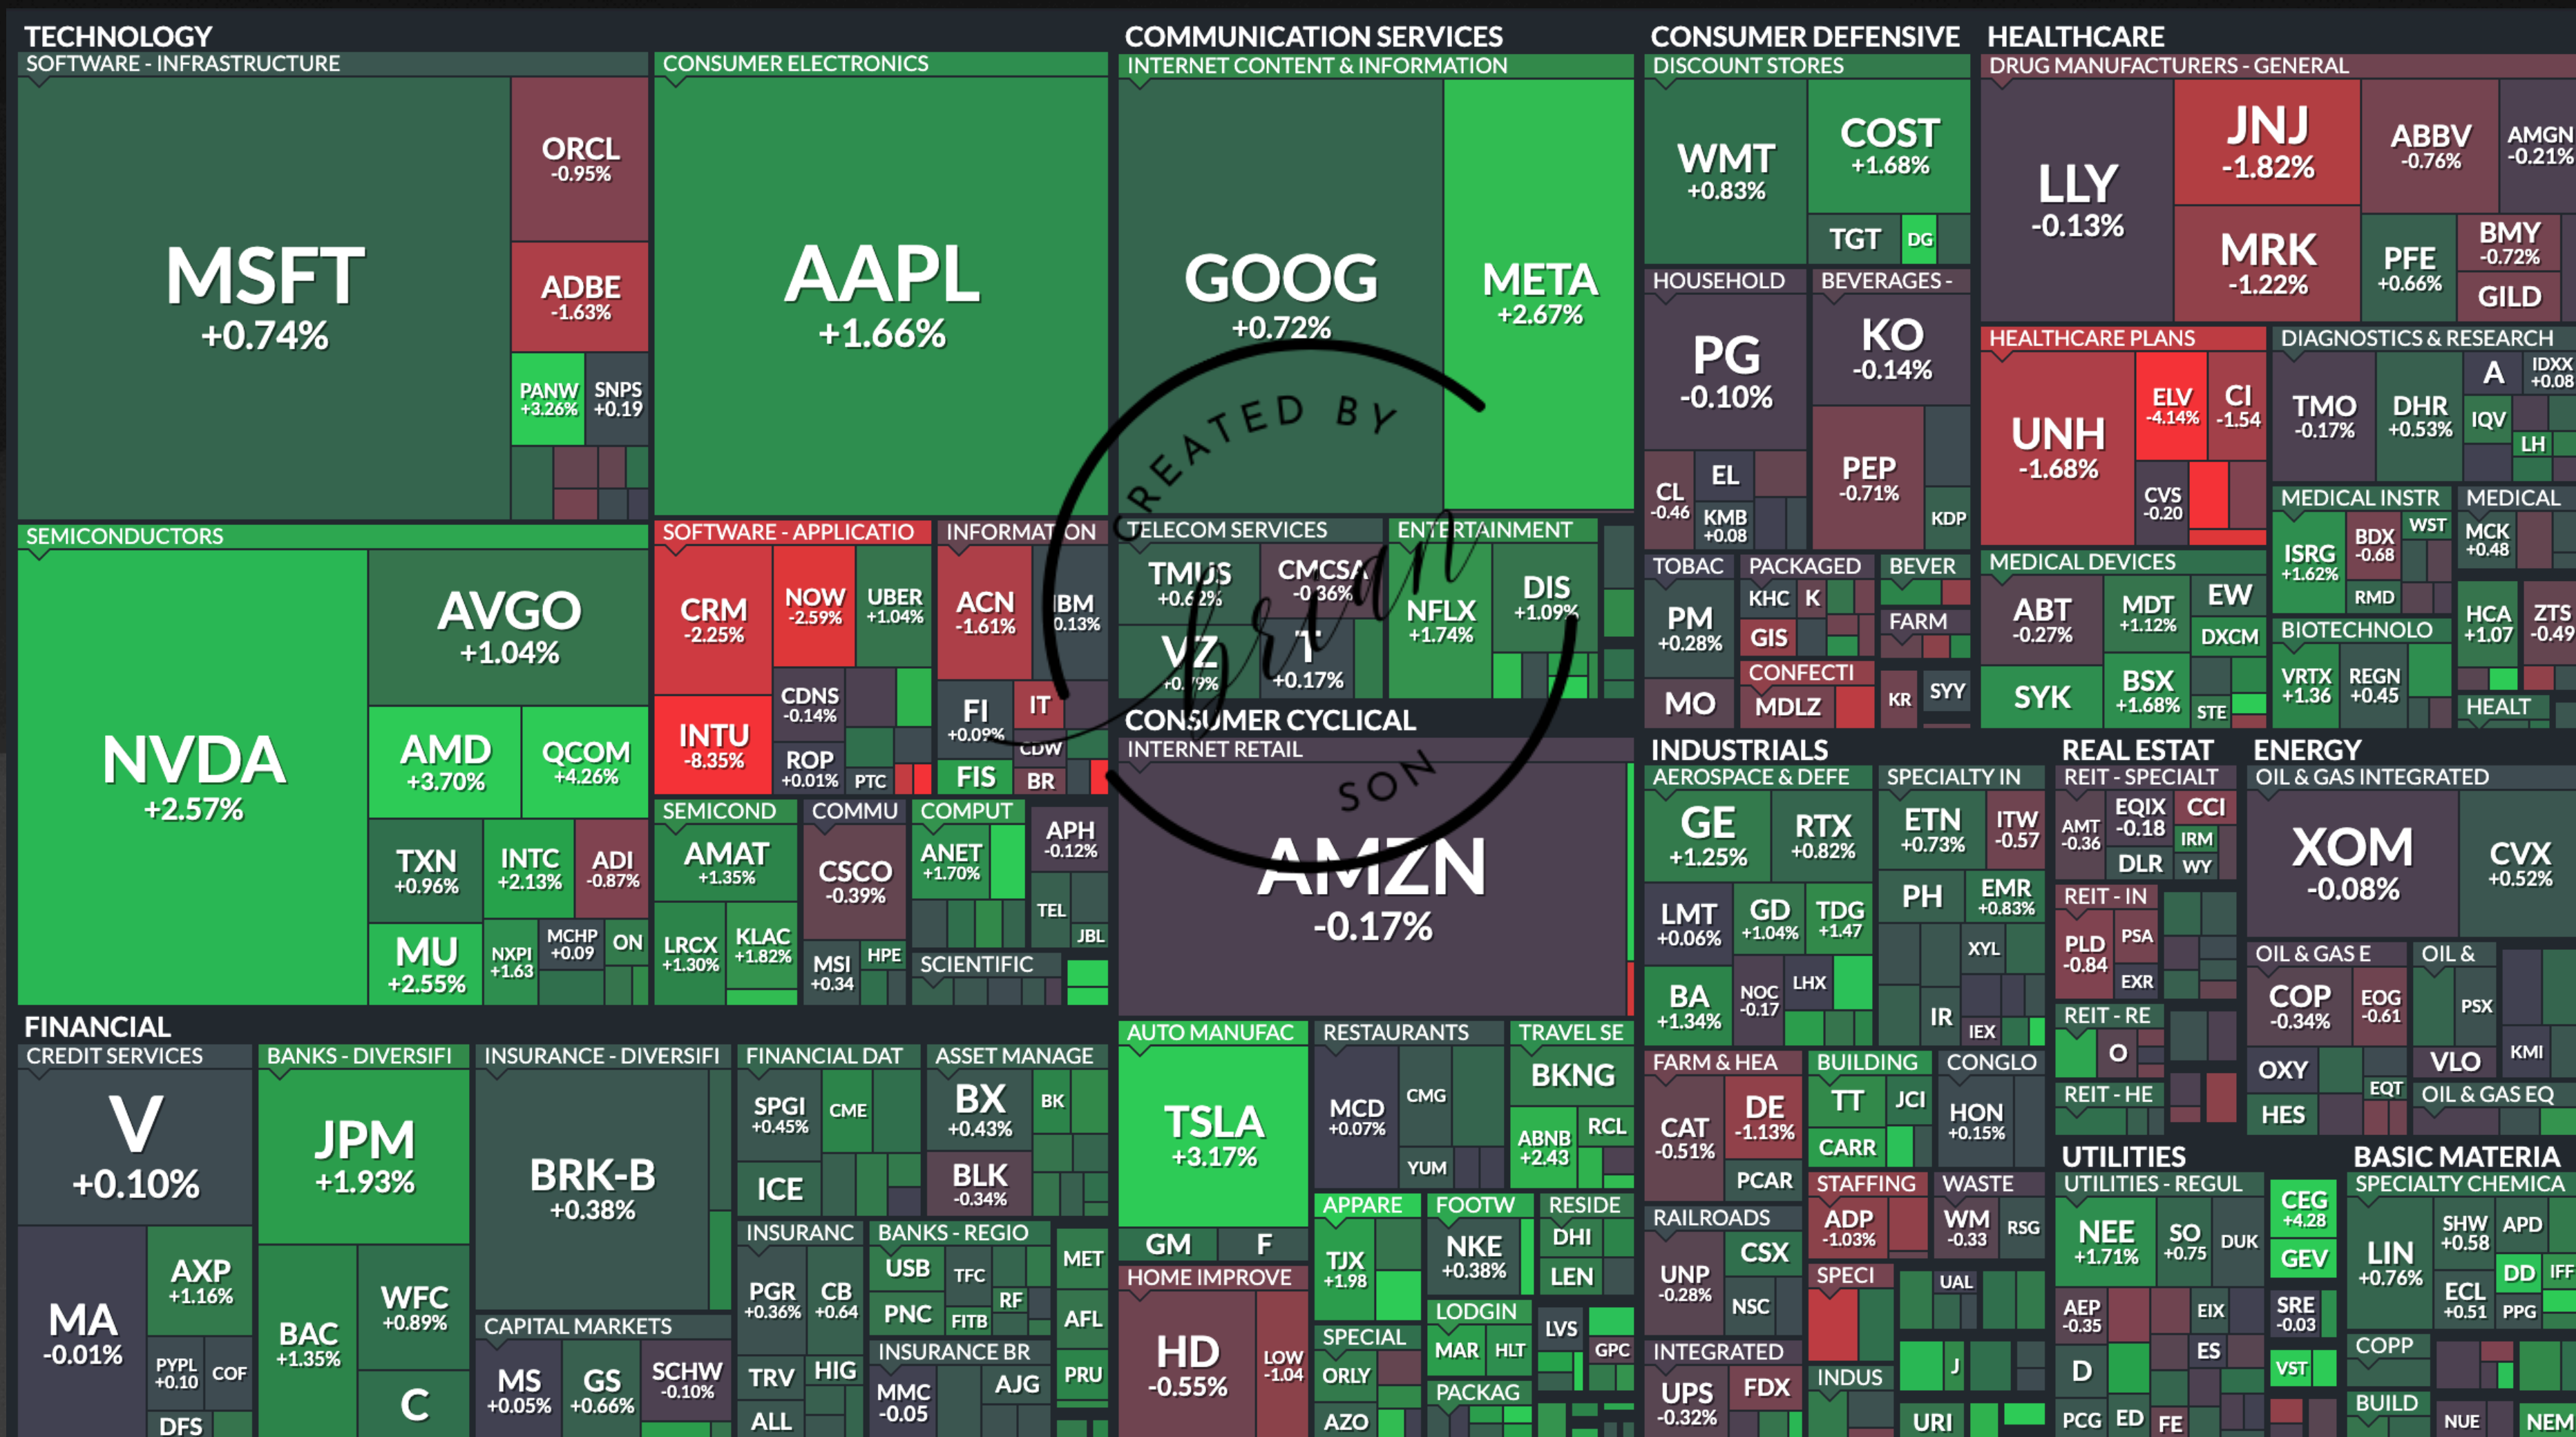 TECHNOLOGY
SOFTWARE - INFRASTRUCTURE
MSFT
+0.74%
ORCL
-0.95%
ADBE
-1.63%
PANW
+3.26%
SNPS
+0.19
CONSUMER ELECTRONICS
AAPL
+1.66%
SEMICONDUCTORS
NVDA
+2.57%
AVGO
+1.04%
AMD
+3.70%
QCOM
+4.26%
TXN
+0.96%
INTC
+2.13%
ADI
-0.87%
MU
+2.55%
NXPI
+1.63
MCHP
+0.09
ON
SOFTWARE - APPLICATIO
CRM
-2.25%
NOW
-2.59%
UBER
+1.04%
INTU
-8.35%
CDNS
-0.14%
ROP
+0.01%
PTC
INFORMATION
ACN
-1.61%
IBM
0.13%
FI
+0.09%
IT
CDW
FIS
BR
SEMICOND
AMAT
+1.35%
LRCX
+1.30%
KLAC
+1.82%
COMMU
CSCO
-0.39%
MSI
+0.34
HPE
COMPUT
ANET
+1.70%
APH
-0.12%
TEL
JBL
SCIENTIFIC
COMMUNICATION SERVICES
INTERNET CONTENT & INFORMATION
GOOG
+0.72%
META
+2.67%
TELECOM SERVICES
TMUS
+0.62%
CMCSA
-0.36%
VZ
+0.79%
T
+0.17%
ENTERTAINMENT
NFLX
+1.74%
DIS
+1.09%
CREATED BY
brian
SON
CONSUMER CYCLICAL
INTERNET RETAIL
AMZN
-0.17%
AUTO MANUFAC
TSLA
+3.17%
GM
F
HOME IMPROVE
HD
-0.55%
LOW
-1.04
RESTAURANTS
MCD
+0.07%
CMG
YUM
TRAVEL SE
BKNG
ABNB
+2.43
RCL
APPARE
TJX
+1.98
FOOTW
NKE
+0.38%
RESIDE
DHI
LEN
SPECIAL
ORLY
AZO
LODGIN
MAR
HLT
LVS
GPC
PACKAG
CONSUMER DEFENSIVE
DISCOUNT STORES
WMT
+0.83%
COST
+1.68%
TGT
DG
HOUSEHOLD
PG
-0.10%
CL
-0.46
EL
KMB
+0.08
BEVERAGES -
KO
-0.14%
PEP
-0.71%
KDP
TOBAC
PM
+0.28%
MO
PACKAGED
KHC
K
GIS
CONFECTI
MDLZ
BEVER
FARM
KR
SYY
HEALTHCARE
DRUG MANUFACTURERS - GENERAL
LLY
-0.13%
JNJ
-1.82%
ABBV
-0.76%
AMGN
-0.21%
MRK
-1.22%
PFE
+0.66%
BMY
-0.72%
GILD
HEALTHCARE PLANS
UNH
-1.68%
ELV
-4.14%
CI
-1.54
CVS
-0.20
DIAGNOSTICS & RESEARCH
TMO
-0.17%
DHR
+0.53%
A
IDXX
+0.08
IQV
LH
MEDICAL INSTR
ISRG
+1.62%
BDX
-0.68
WST
RMD
MEDICAL
MCK
+0.48
MEDICAL DEVICES
ABT
-0.27%
MDT
+1.12%
EW
DXCM
SYK
BSX
+1.68%
STE
BIOTECHNOLO
VRTX
+1.36
REGN
+0.45
HCA
+1.07
ZTS
-0.49
HEALT
INDUSTRIALS
AEROSPACE & DEFE
GE
+1.25%
RTX
+0.82%
LMT
+0.06%
GD
+1.04%
TDG
+1.47
BA
+1.34%
NOC
-0.17
LHX
SPECIALTY IN
ETN
+0.73%
ITW
-0.57
PH
EMR
+0.83%
XYL
IR
IEX
FARM & HEA
CAT
-0.51%
DE
-1.13%
PCAR
BUILDING
TT
JCI
CARR
CONGLO
HON
+0.15%
RAILROADS
UNP
-0.28%
CSX
NSC
STAFFING
ADP
-1.03%
WASTE
WM
-0.33
RSG
SPECI
UAL
INTEGRATED
UPS
-0.32%
FDX
INDUS
J
URI
REAL ESTAT
REIT - SPECIALT
AMT
-0.36
EQIX
-0.18
CCI
IRM
DLR
WY
REIT - IN
PLD
-0.84
PSA
EXR
REIT - RE
O
REIT - HE
ENERGY
OIL & GAS INTEGRATED
XOM
-0.08%
CVX
+0.52%
OIL & GAS E
COP
-0.34%
EOG
-0.61
OXY
HES
EQT
OIL &
PSX
VLO
KMI
OIL & GAS EQ
UTILITIES
UTILITIES - REGUL
NEE
+1.71%
SO
+0.75
DUK
AEP
-0.35
EIX
ES
D
PCG
ED
FE
CEG
+4.28
GEV
SRE
-0.03
VST
BASIC MATERIA
SPECIALTY CHEMICA
LIN
+0.76%
SHW
+0.58
APD
ECL
+0.51
DD
IFF
PPG
COPP
BUILD
NUE
NEM
FINANCIAL
CREDIT SERVICES
V
+0.10%
MA
-0.01%
AXP
+1.16%
PYPL
+0.10
COF
DFS
BANKS - DIVERSIFI
JPM
+1.93%
BAC
+1.35%
WFC
+0.89%
C
INSURANCE - DIVERSIFI
BRK-B
+0.38%
CAPITAL MARKETS
MS
+0.05%
GS
+0.66%
SCHW
-0.10%
FINANCIAL DAT
SPGI
+0.45%
CME
ICE
ASSET MANAGE
BX
+0.43%
BK
BLK
-0.34%
INSURANC
PGR
+0.36%
CB
+0.64
TRV
HIG
ALL
BANKS - REGIO
USB
TFC
PNC
RF
FITB
INSURANCE BR
MMC
-0.05
AJG
MET
AFL
PRU